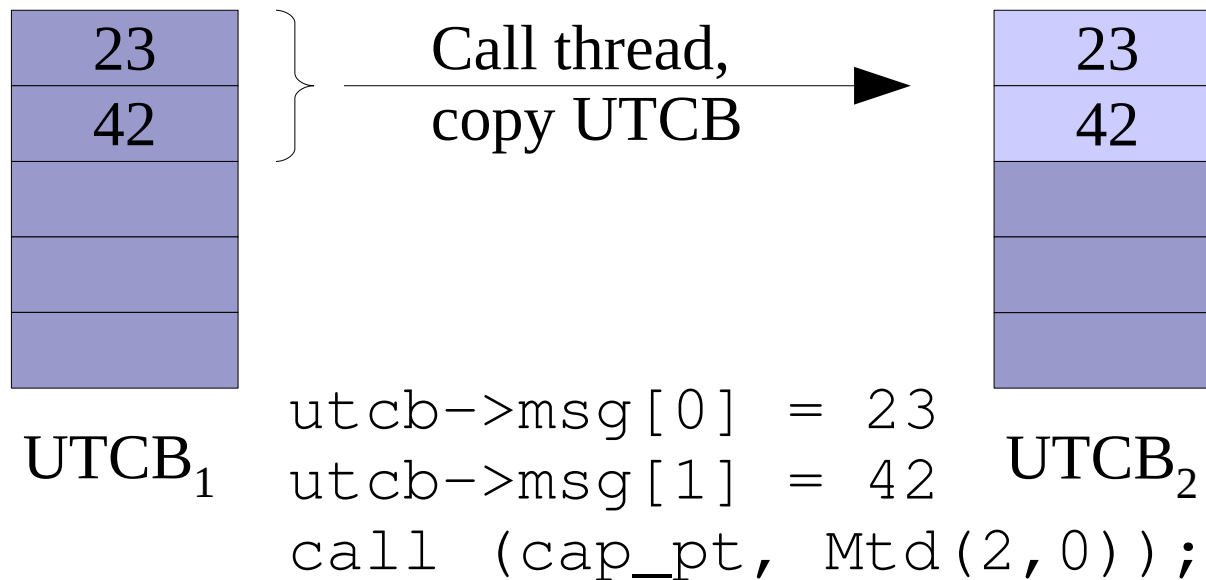 23
42
Call thread,
copy UTCB
23
42
UTCB₁
utcb->msg[0] = 23
utcb->msg[1] = 42
call (cap_pt, Mtd(2,0));
UTCB₂